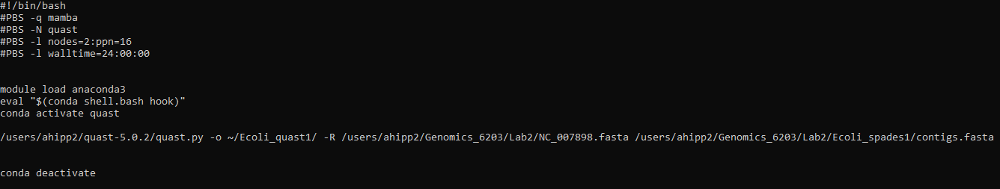 #!/bin/bash
#PBS -q mamba
#PBS -N quast
#PBS -l nodes=2:ppn=16
#PBS -l walltime=24:00:00
module load anaconda3
eval "$(conda shell.bash hook)"
conda activate quast
/users/ahipp2/quast-5.0.2/quast.py -o ~/Ecoli_quast1/ -R /users/ahipp2/Genomics_6203/Lab2/NC_007898.fasta /users/ahipp2/Genomics_6203/Lab2/Ecoli_spades1/contigs.fasta
conda deactivate